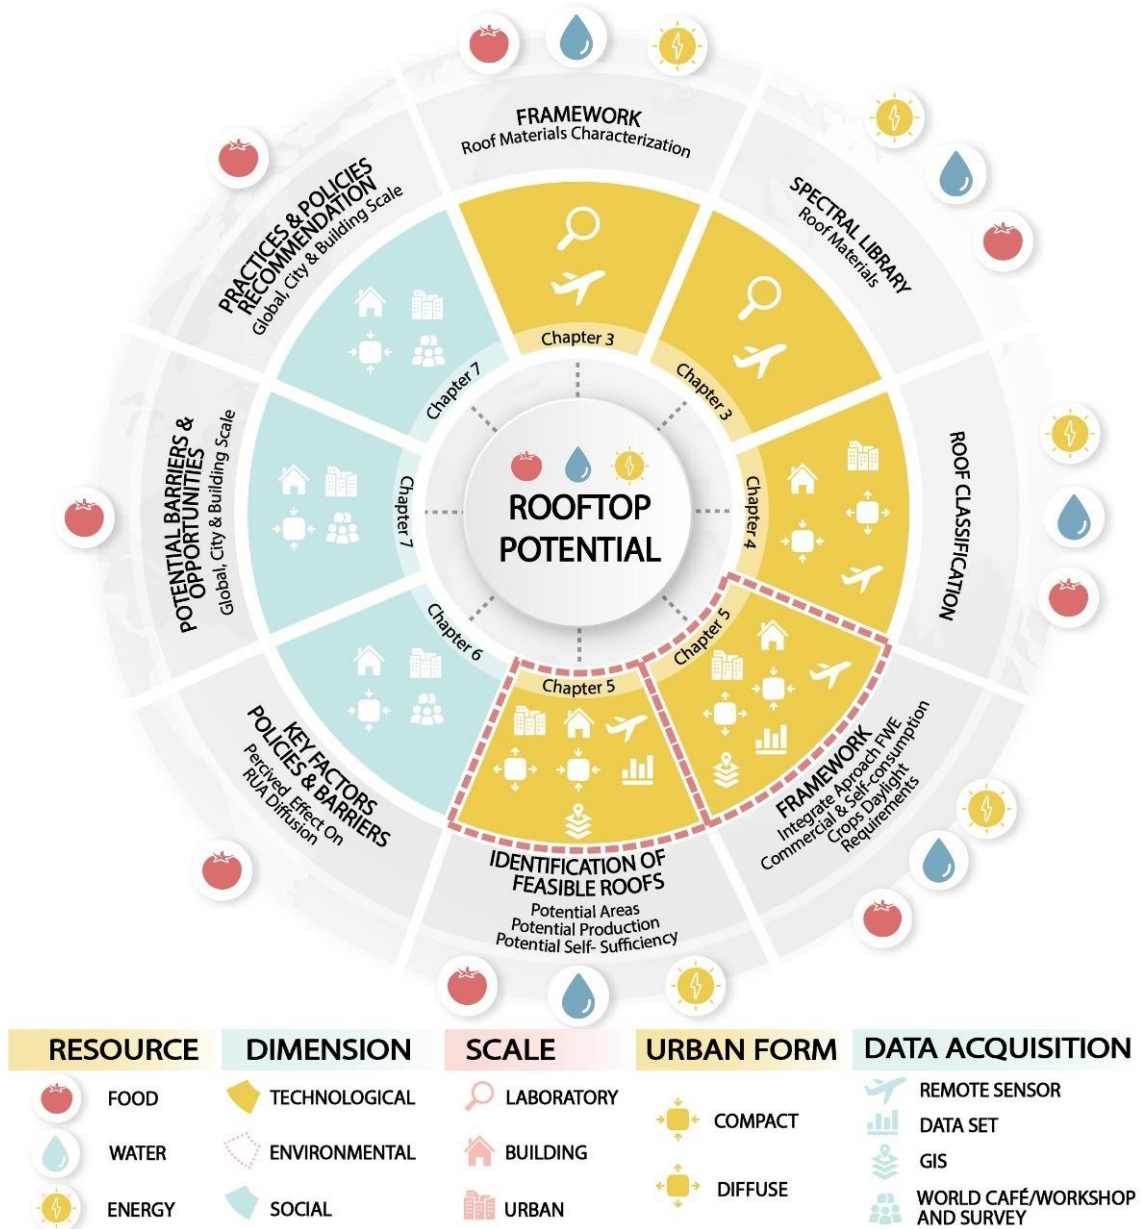 FRAMEWORK
Roof Materials Characterization
SPECTRAL LIBRARY
Roof Materials
ROOF CLASSIFICATION
FRAMEWORK
Integrate Aproach FWE
Commercial & Self-consumption
Crops Daylight
Requirements
IDENTIFICATION OF
FEASIBLE ROOFS
Potential Areas
Potential Production
Potential Self- Sufficiency
KEY FACTORS
POLICIES & BARRIERS
Percived Effect On
RUA Diffusion
POTENTIAL BARRIERS &
OPPORTUNITIES
Global, City & Building Scale
PRACTICES & POLICIES
RECOMMENDATION
Global, City & Building Scale
Chapter 3
Chapter 3
Chapter 4
Chapter 5
Chapter 5
Chapter 6
Chapter 7
Chapter 7
ROOFTOP
POTENTIAL
RESOURCE
FOOD
WATER
ENERGY
DIMENSION
TECHNOLOGICAL
ENVIRONMENTAL
SOCIAL
SCALE
LABORATORY
BUILDING
URBAN
URBAN FORM
COMPACT
DIFFUSE
DATA ACQUISITION
REMOTE SENSOR
DATA SET
GIS
WORLD CAFÉ/WORKSHOP
AND SURVEY